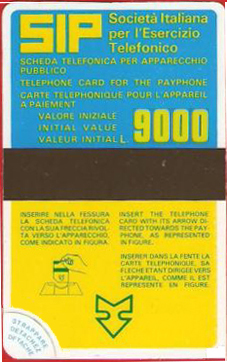 SIP
Società Italiana
per l'Esercizio
Telefonico
SCHEDA TELEFONICA PER APPARECCHIO
PUBBLICO
TELEPHONE CARD FOR THE PAYPHONE
CARTE TELEPHONIQUE POUR L'APPAREIL
A PAIEMENT
VALORE INIZIALE
INITIAL VALUE
VALEUR INITIAL L. 9000
INSERIRE NELLA FESSURA
LA SCHEDA TELEFONICA
CON LA SUA FRECCIA RIVOL-
TA VERSO L'APPARECCHIO,
COME INDICATO IN FIGURA.
INSERT THE TELEPHONE
CARD WITH ITS ARROW DI-
RECTED TOWARDS THE PAY-
PHONE, AS REPRESENTED
IN FIGURE.
INSERER DANS LA FENTE LA
CARTE TELEPHONIQUE, SA
FLECHE ETANT DIRIGEE VERS
L'APPAREIL, COMME IL EST
REPRESENTE EN FIGURE.
STRAPPARE
DETACHEZ
DETACHE